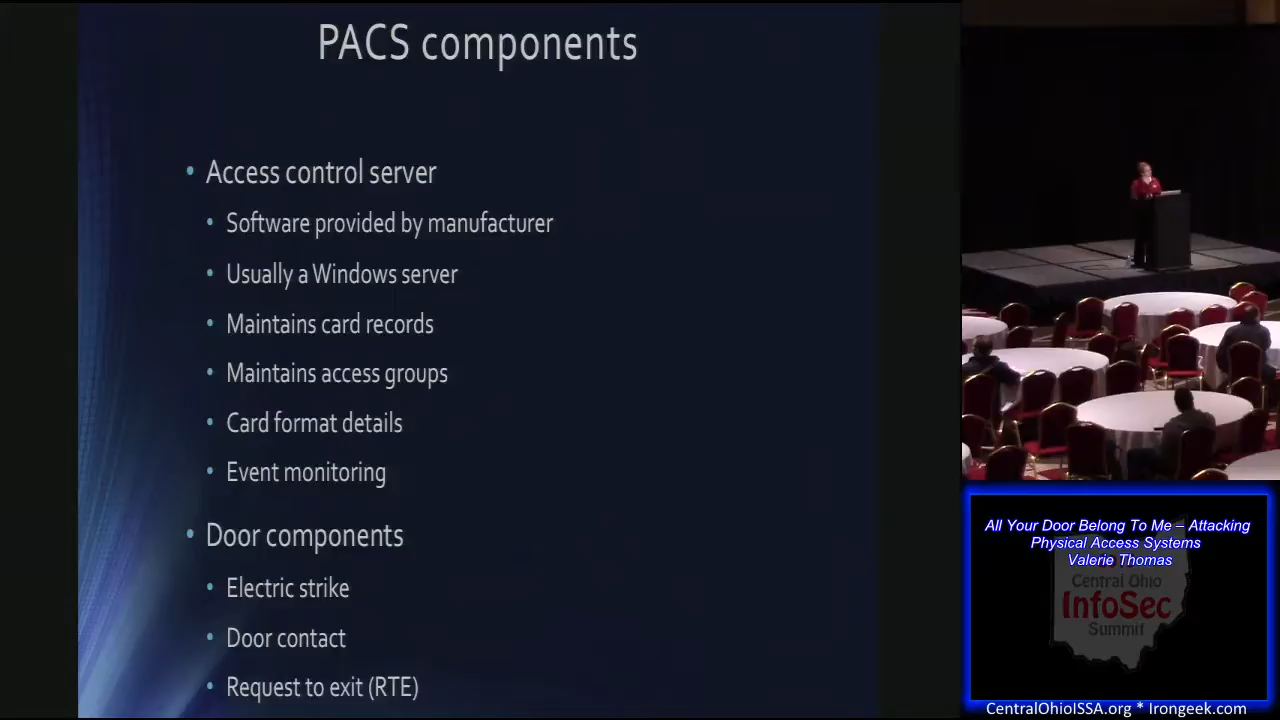 PACS components
Access control server
Software provided by manufacturer
Usually a Windows server
Maintains card records
Maintains access groups
Card format details
Event monitoring
Door components
Electric strike
Door contact
Request to exit (RTE)
All Your Door Belong To Me – Attacking
Physical Access Systems
Valerie Thomas
Central Ohio
InfoSec
Summit
CentralOhioISSA.org * Irongeek.com